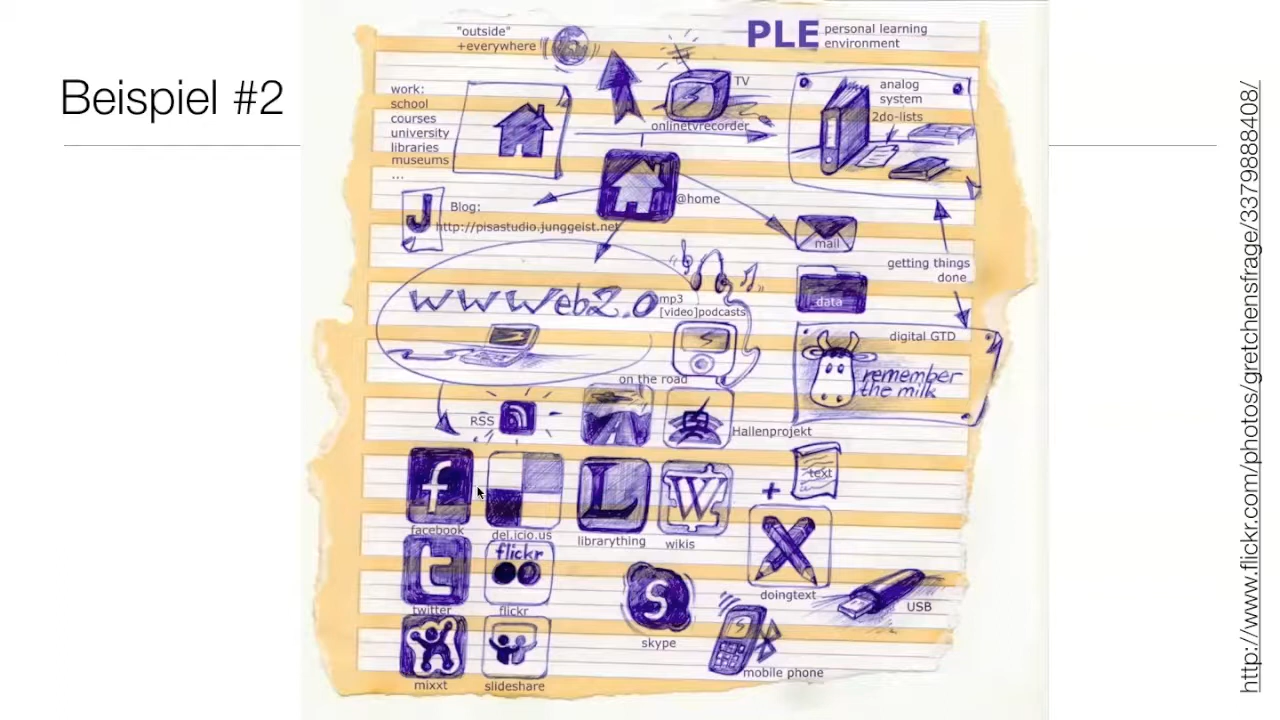 Beispiel #2
PLE personal learning
environment
"outside"
+everywhere
TV
onlinetvrecorder
analog
system
2do-lists
work:
school
courses
university
libraries
museums
...
@home
J
Blog:
http://pisastudio.junggeist.net
mail
getting things
done
data
wwweb2.0
mp3
[video]podcasts
digital GTD
remember
the milk
on the road
RSS
Hallenprojekt
f
facebook
del.icio.us
L
librarything
W
wikis
text
+
doingtext
t
twitter
flickr
flickr
S
skype
USB
mobile phone
mixxt
slideshare
http://www.flickr.com/photos/gretchensfrage/3379888408/